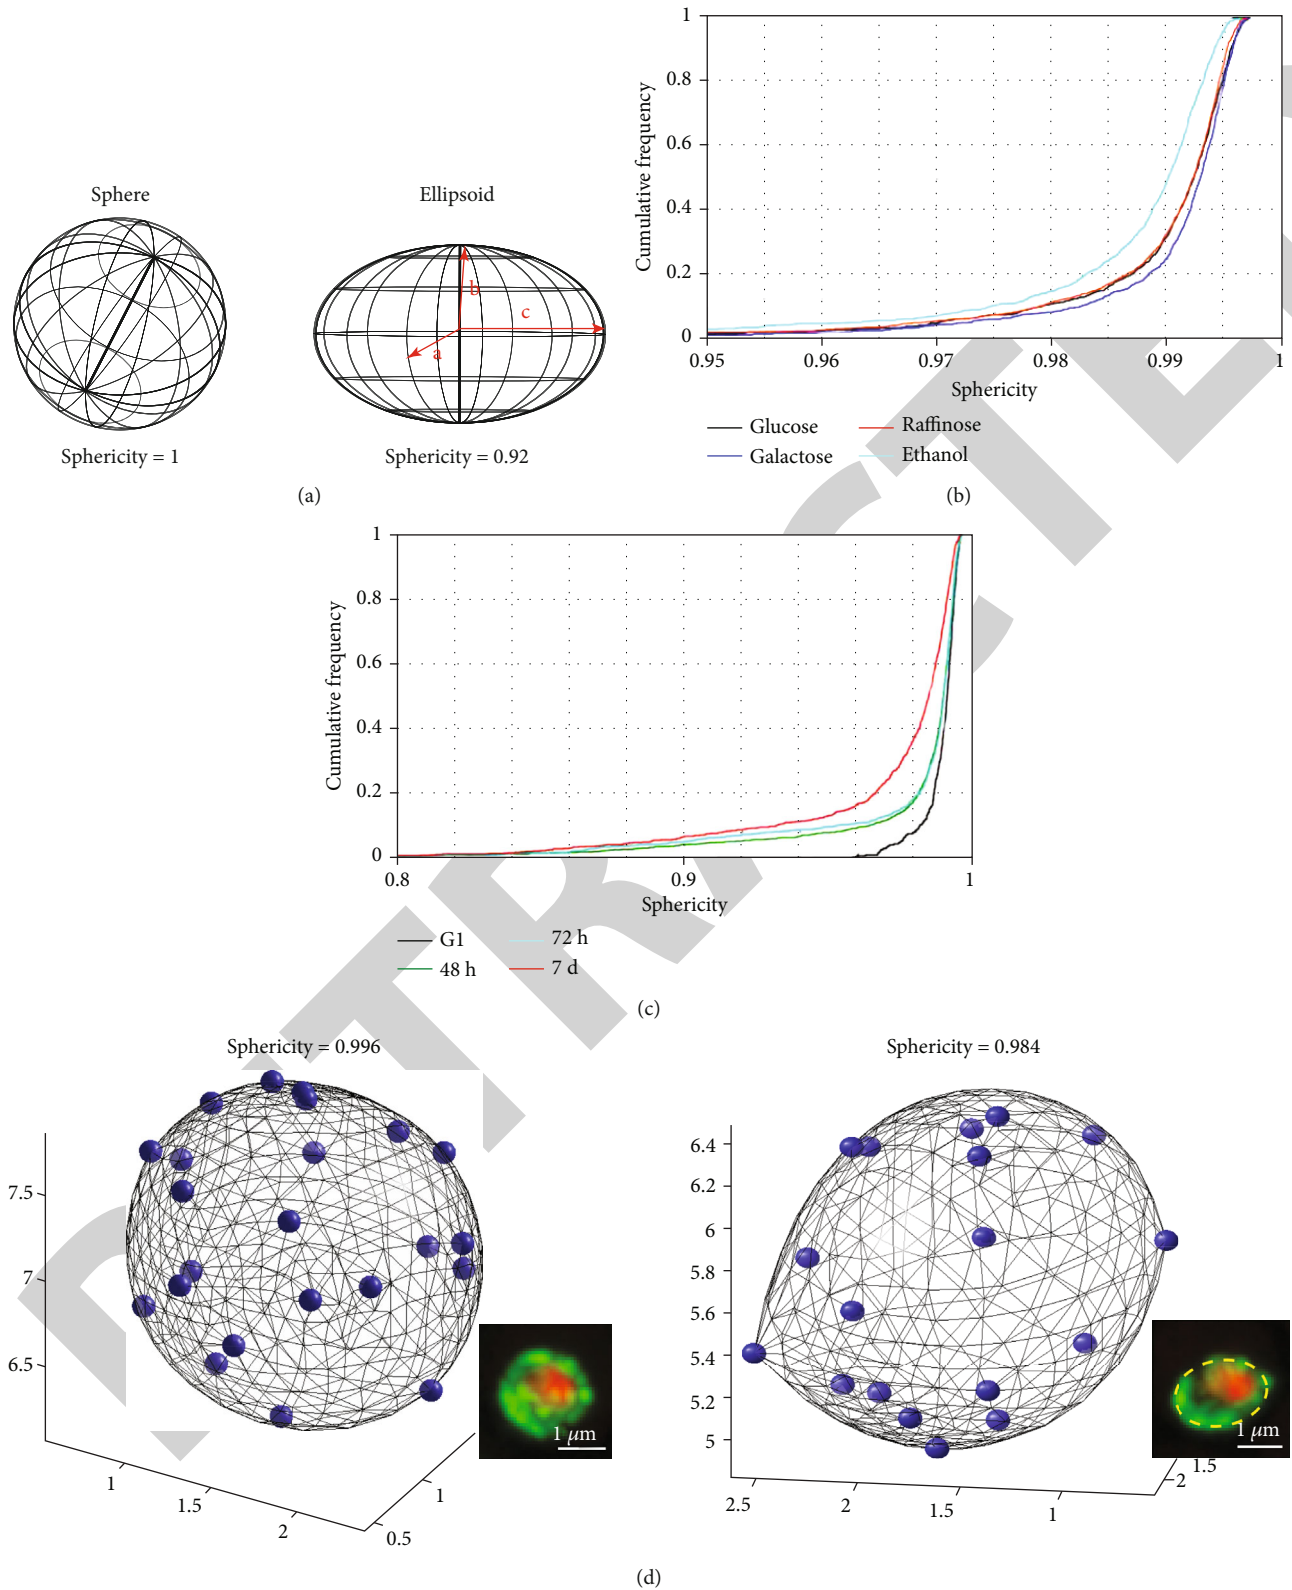 Sphere
Ellipsoid
b
c
a
Sphericity = 1
Sphericity = 0.92
(a)
1
0.8
0.6
0.4
0.2
0
Cumulative frequency
0.95
0.96
0.97
0.98
0.99
1
Sphericity
Glucose
Raffinose
Galactose
Ethanol
(b)
1
0.8
0.6
0.4
0.2
0
Cumulative frequency
0.8
0.9
1
Sphericity
G1
72 h
48 h
7 d
(c)
Sphericity = 0.996
7.5
7
6.5
1
1.5
2
0.5
1
1 μm
Sphericity = 0.984
6.4
6.2
6
5.8
5.6
5.4
5.2
5
2.5
2
1.5
1
2
1.5
1 μm
(d)